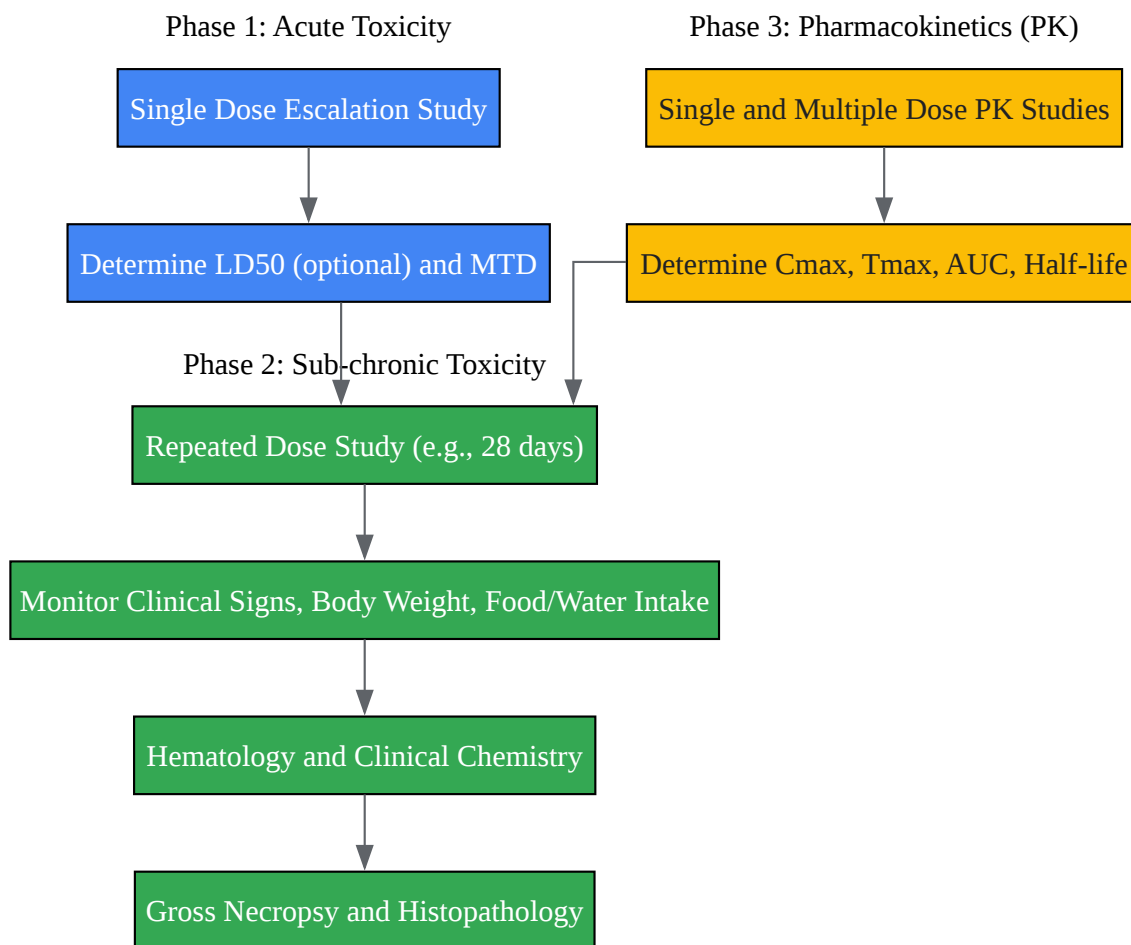 Phase 1: Acute Toxicity
Single Dose Escalation Study
Determine LD50 (optional) and MTD
Phase 3: Pharmacokinetics (PK)
Single and Multiple Dose PK Studies
Determine Cmax, Tmax, AUC, Half-life
Phase 2: Sub-chronic Toxicity
Repeated Dose Study (e.g., 28 days)
Monitor Clinical Signs, Body Weight, Food/Water Intake
Hematology and Clinical Chemistry
Gross Necropsy and Histopathology